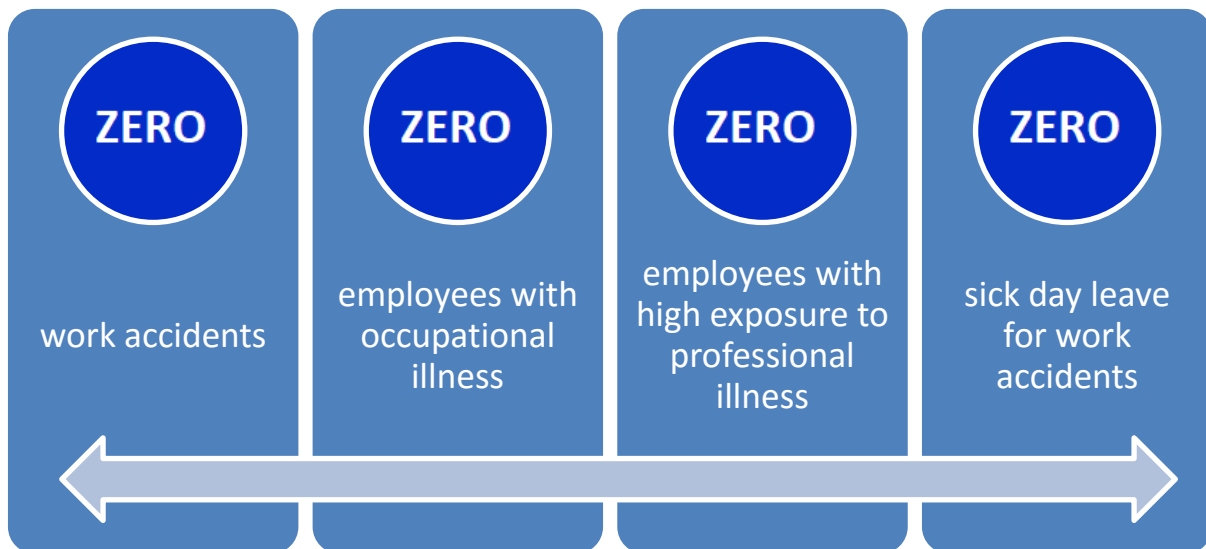 ZERO
work accidents
ZERO
employees with
occupational
illness
ZERO
employees with
high exposure to
professional
illness
ZERO
sick day leave
for work
accidents